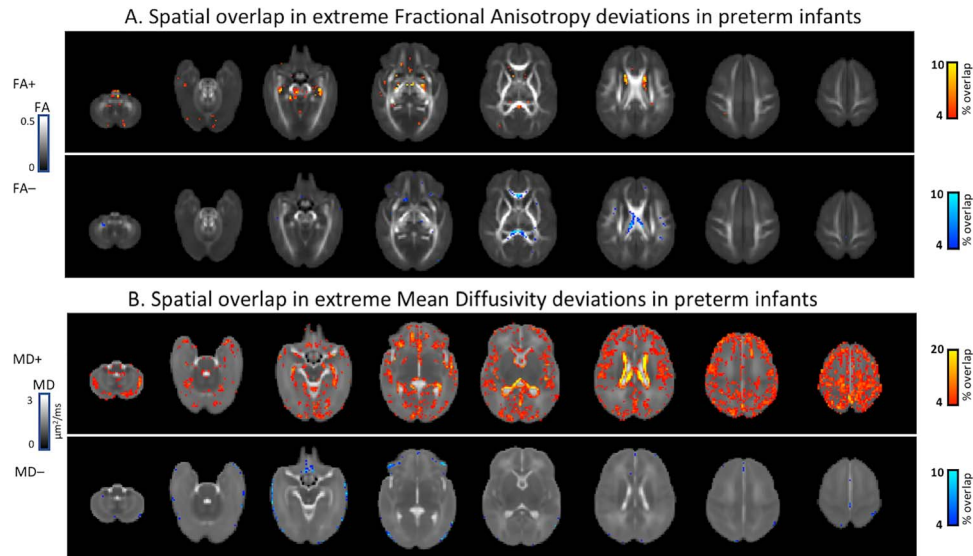 A. Spatial overlap in extreme Fractional Anisotropy deviations in preterm infants
FA+
FA
0.5
0
10
4
% overlap
FA–
10
4
% overlap
B. Spatial overlap in extreme Mean Diffusivity deviations in preterm infants
MD+
MD
3
0
µm²/ms
20
4
% overlap
MD–
10
4
% overlap